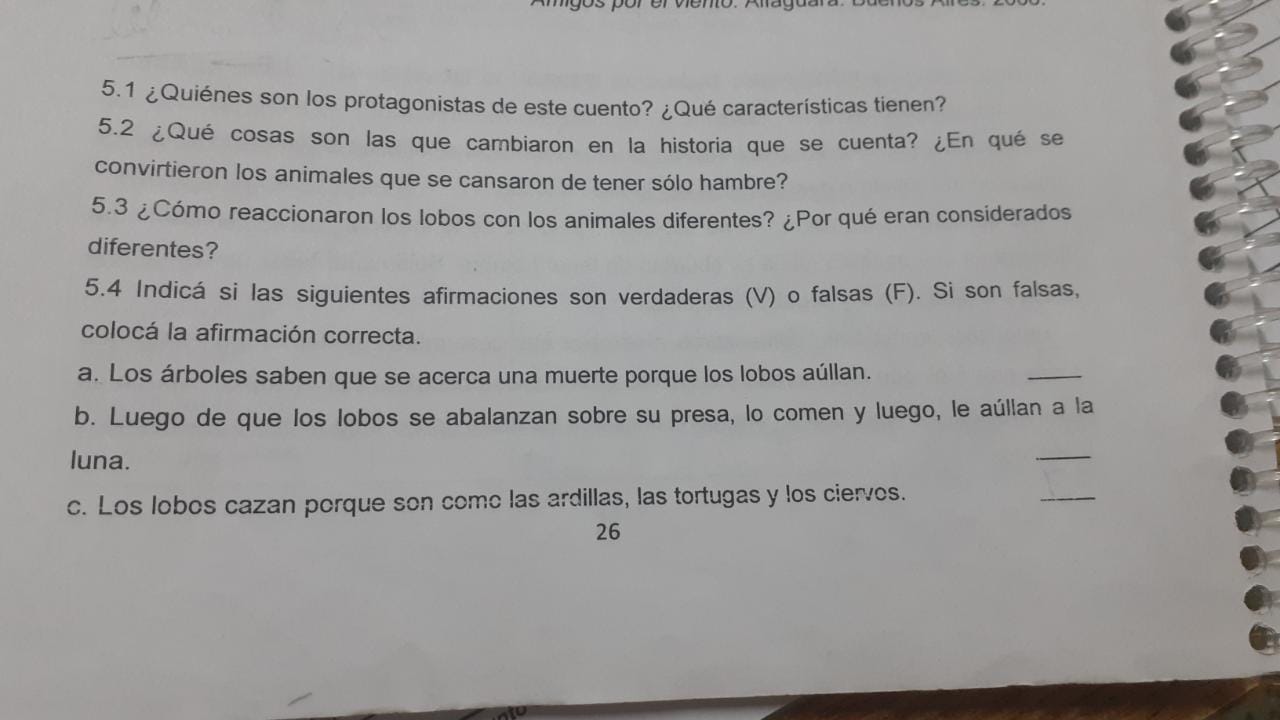 Amigos por el viento. Alfaguara. Buenos Aires.
5.1 ¿Quiénes son los protagonistas de este cuento? ¿Qué características tienen?
5.2 ¿Qué cosas son las que cambiaron en la historia que se cuenta? ¿En qué se
convirtieron los animales que se cansaron de tener sólo hambre?
5.3 ¿Cómo reaccionaron los lobos con los animales diferentes? ¿Por qué eran considerados
diferentes?
5.4 Indicá si las siguientes afirmaciones son verdaderas (V) o falsas (F). Si son falsas,
colocá la afirmación correcta.
a. Los árboles saben que se acerca una muerte porque los lobos aúllan.
b. Luego de que los lobos se abalanzan sobre su presa, lo comen y luego, le aúllan a la
luna.
c. Los lobos cazan porque son como las ardillas, las tortugas y los ciervos.
26